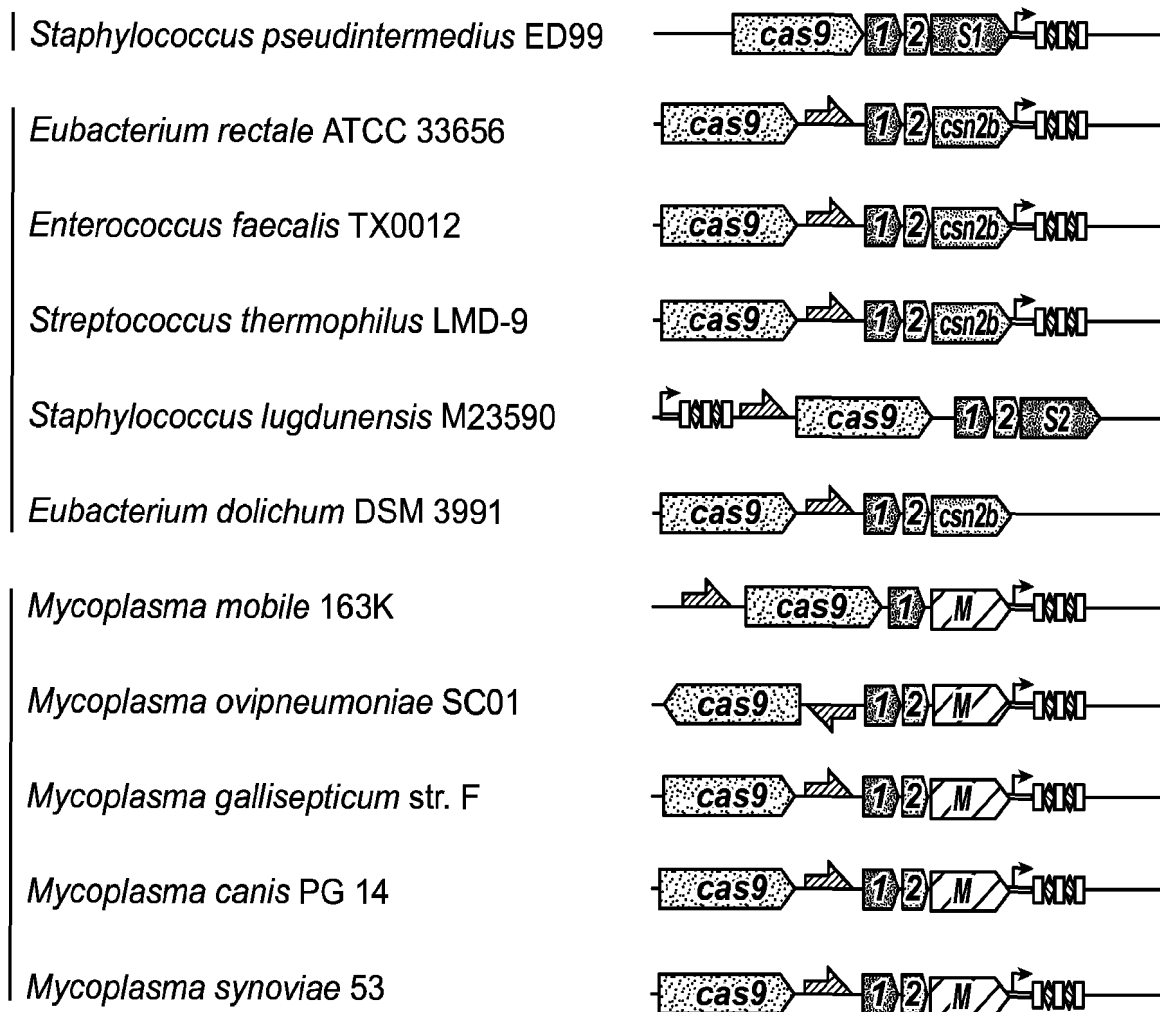 Staphylococcus pseudintermedius ED99 cas9 1 2 S1
Eubacterium rectale ATCC 33656 cas9 1 2 csn2b
Enterococcus faecalis TX0012 cas9 1 2 csn2b
Streptococcus thermophilus LMD-9 cas9 1 2 csn2b
Staphylococcus lugdunensis M23590 cas9 1 2 S2
Eubacterium dolichum DSM 3991 cas9 1 2 csn2b
Mycoplasma mobile 163K cas9 1 M
Mycoplasma ovipneumoniae SC01 cas9 1 2 M
Mycoplasma gallisepticum str. F cas9 1 2 M
Mycoplasma canis PG 14 cas9 1 2 M
Mycoplasma synoviae 53 cas9 1 2 M